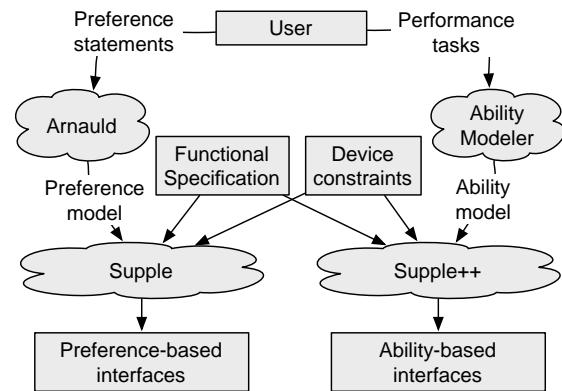 Preference
statements
User
Performance
tasks
Arnauld
Ability
Modeler
Functional
Specification
Device
constraints
Preference
model
Ability
model
Supple
Supple++
Preference-based
interfaces
Ability-based
interfaces